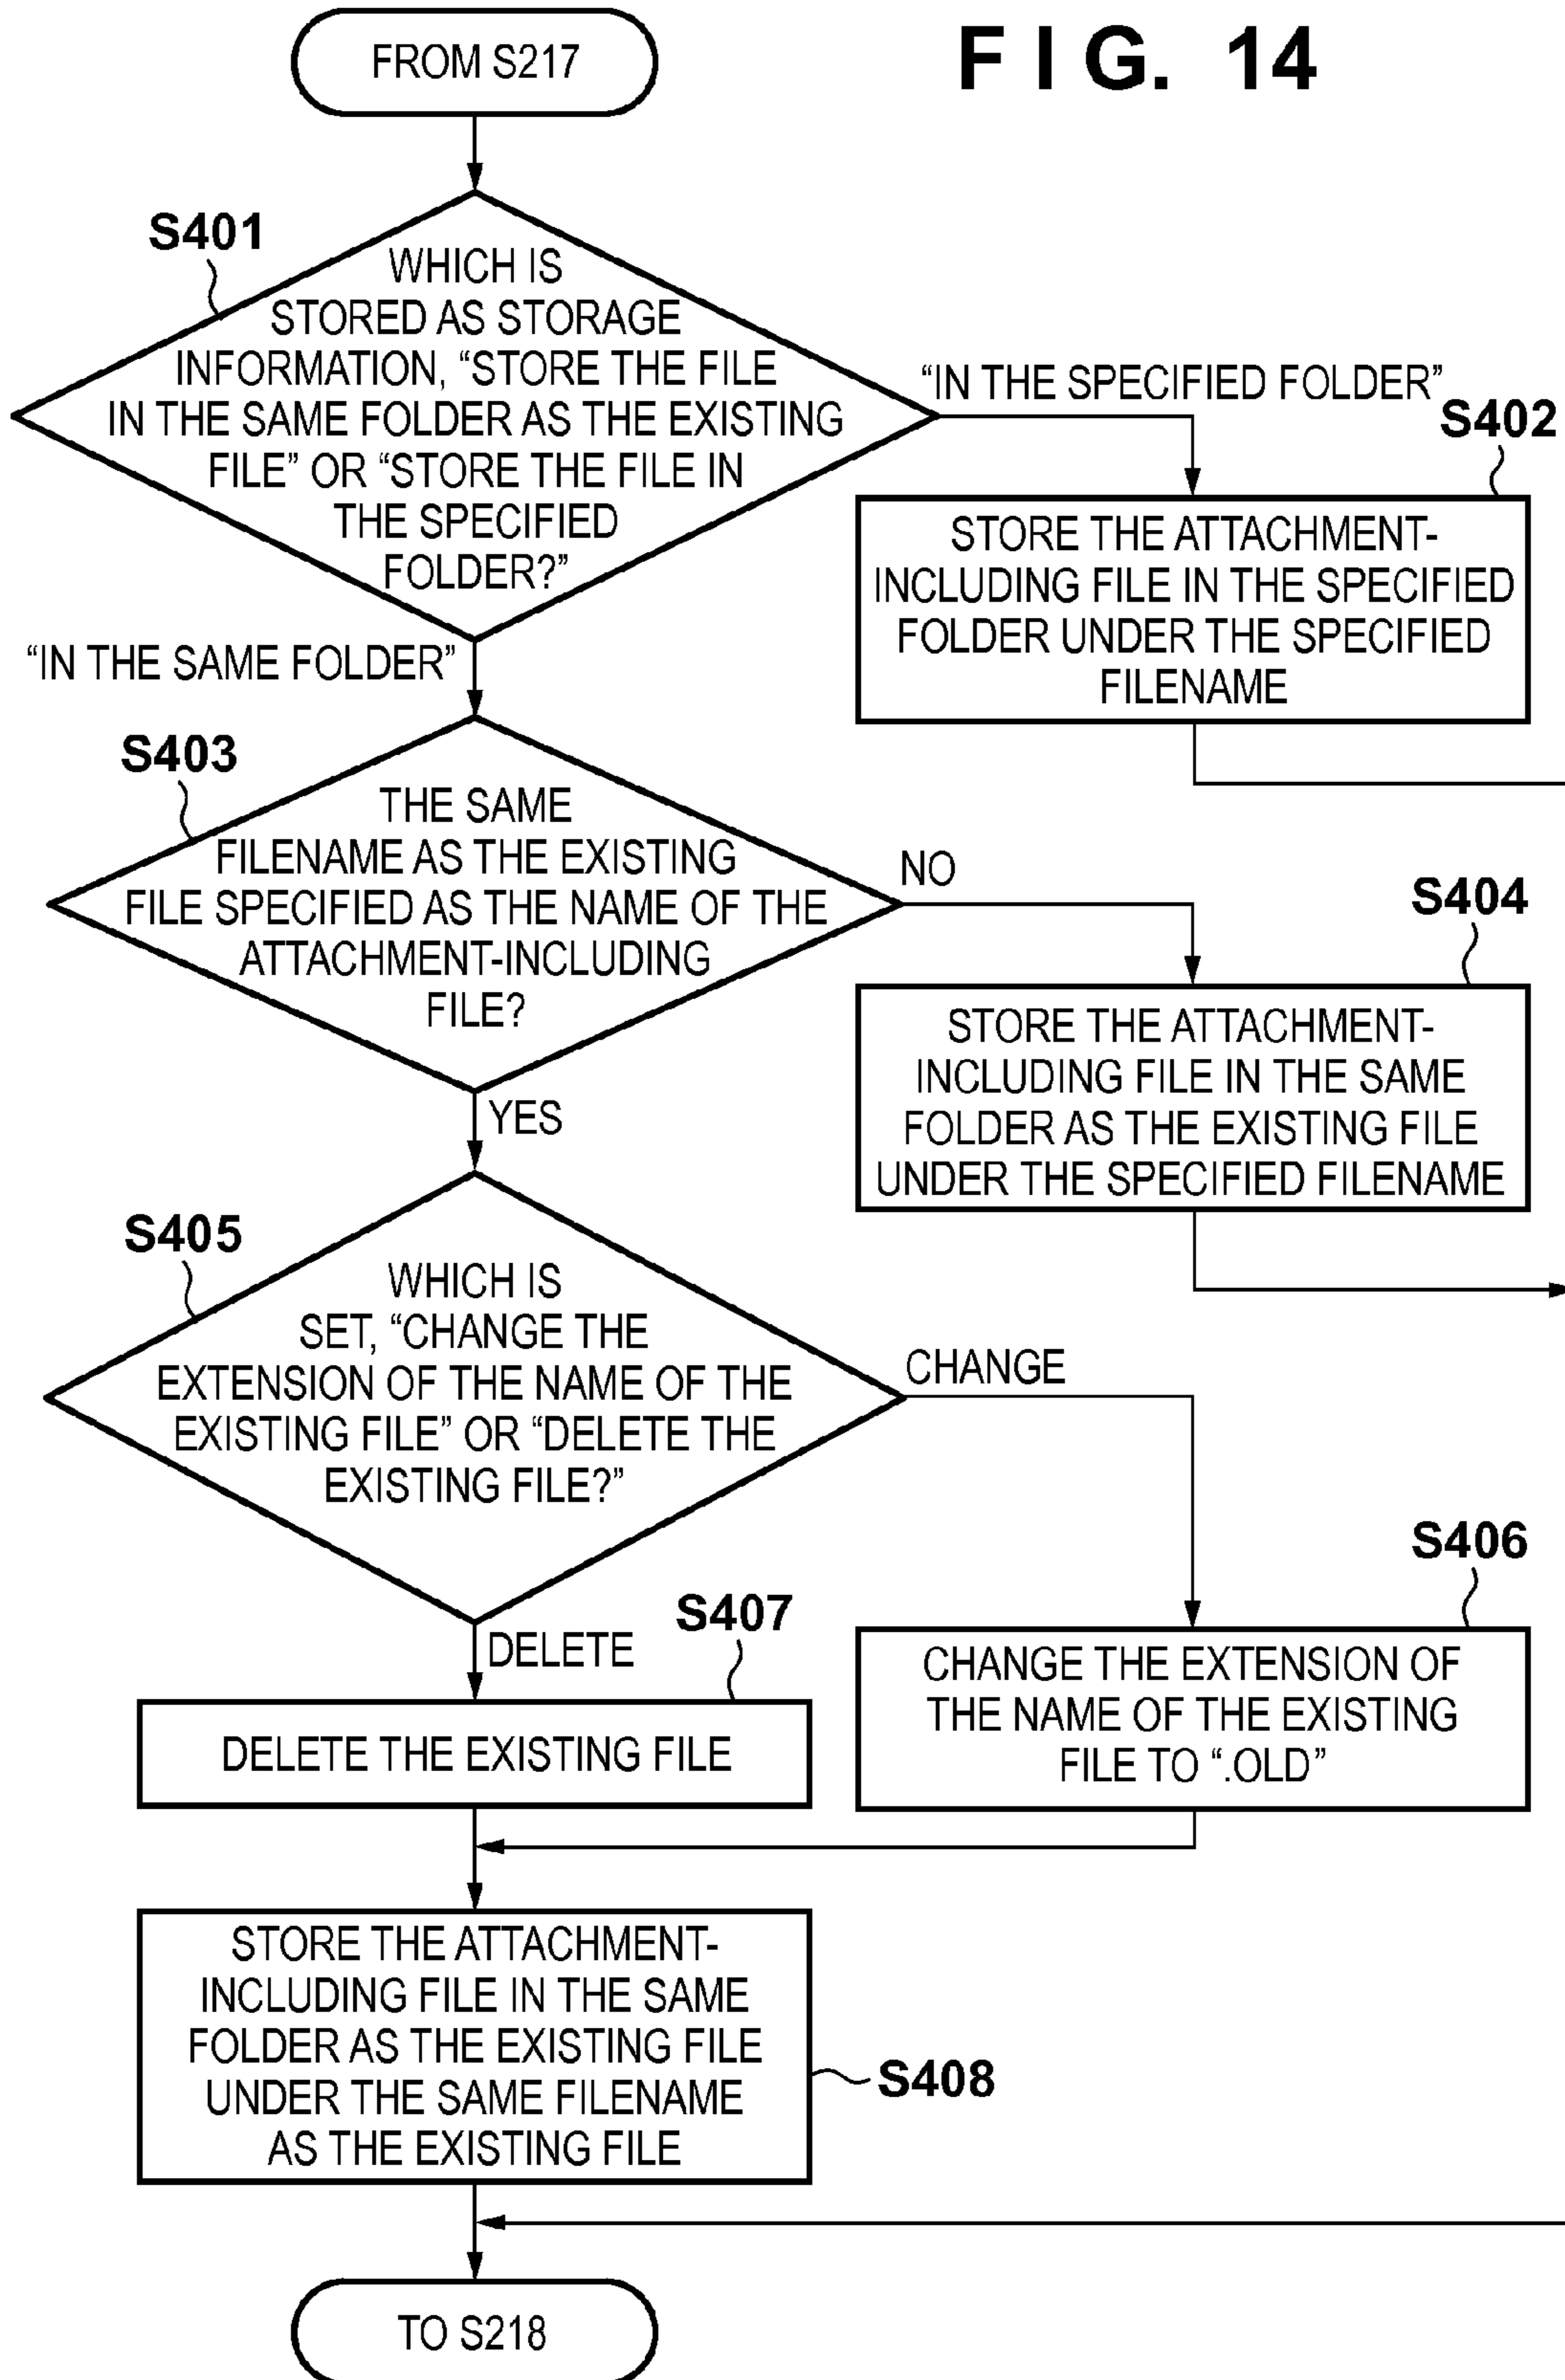 FROM S217
F I G. 14
S401
WHICH IS
STORED AS STORAGE
INFORMATION, “STORE THE FILE
IN THE SAME FOLDER AS THE EXISTING
FILE” OR “STORE THE FILE IN
THE SPECIFIED
FOLDER?”
“IN THE SPECIFIED FOLDER”
S402
STORE THE ATTACHMENT-
INCLUDING FILE IN THE SPECIFIED
FOLDER UNDER THE SPECIFIED
FILENAME
“IN THE SAME FOLDER”
S403
THE SAME
FILENAME AS THE EXISTING
FILE SPECIFIED AS THE NAME OF THE
ATTACHMENT-INCLUDING
FILE?
NO
S404
STORE THE ATTACHMENT-
INCLUDING FILE IN THE SAME
FOLDER AS THE EXISTING FILE
UNDER THE SPECIFIED FILENAME
YES
S405
WHICH IS
SET, “CHANGE THE
EXTENSION OF THE NAME OF THE
EXISTING FILE” OR “DELETE THE
EXISTING FILE?”
CHANGE
S406
CHANGE THE EXTENSION OF
THE NAME OF THE EXISTING
FILE TO “.OLD”
DELETE
S407
DELETE THE EXISTING FILE
STORE THE ATTACHMENT-
INCLUDING FILE IN THE SAME
FOLDER AS THE EXISTING FILE
UNDER THE SAME FILENAME
AS THE EXISTING FILE
S408
TO S218